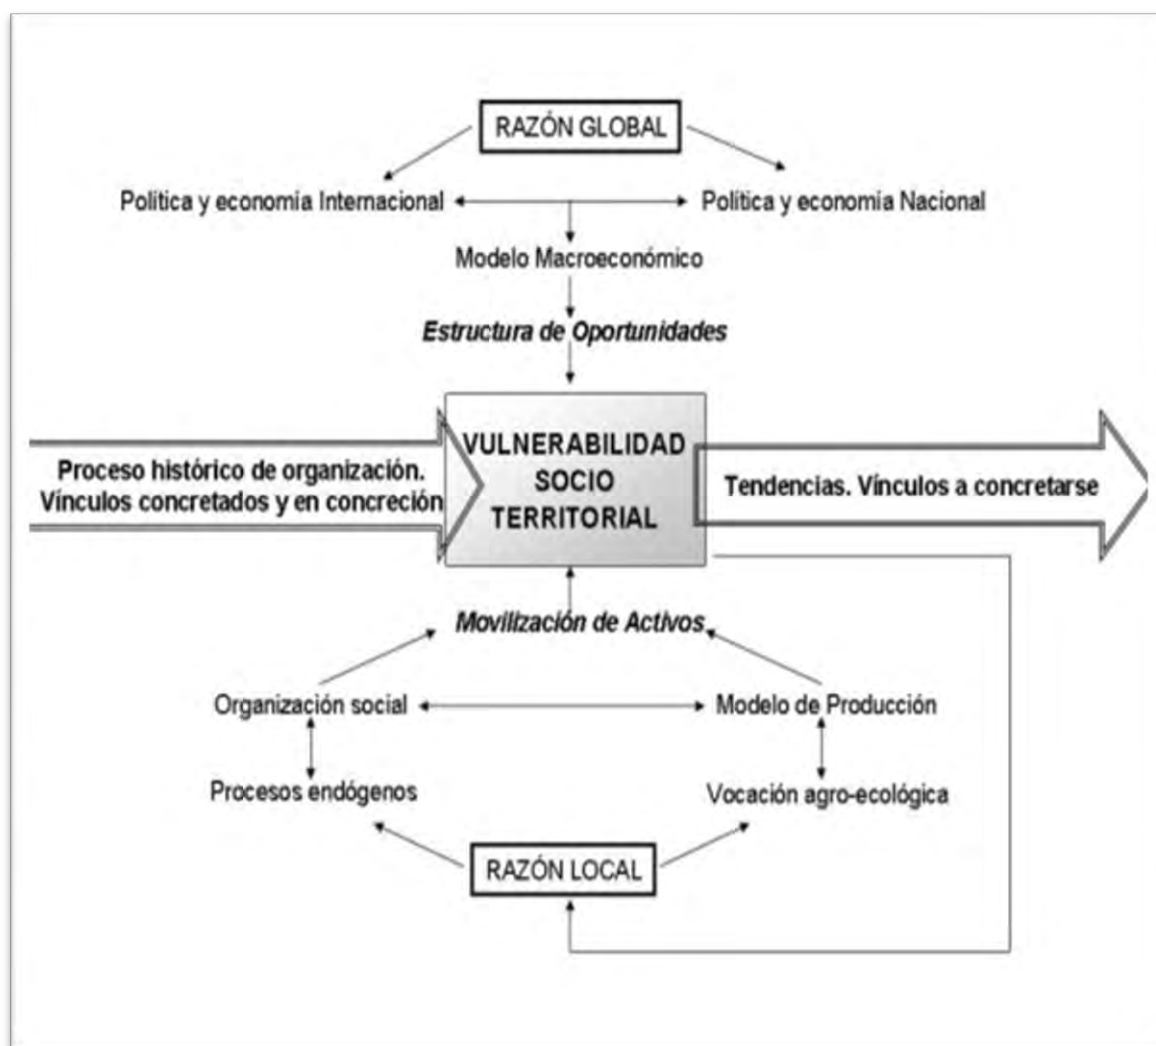 RAZÓN GLOBAL
Política y economía Internacional
Política y economía Nacional
Modelo Macroeconómico
Estructura de Oportunidades
Proceso histórico de organización.
Vínculos concretados y en concreción
VULNERABILIDAD
SOCIO
TERRITORIAL
Tendencias. Vínculos a concretarse
Movilización de Activos
Organización social
Modelo de Producción
Procesos endógenos
Vocación agro-ecológica
RAZÓN LOCAL